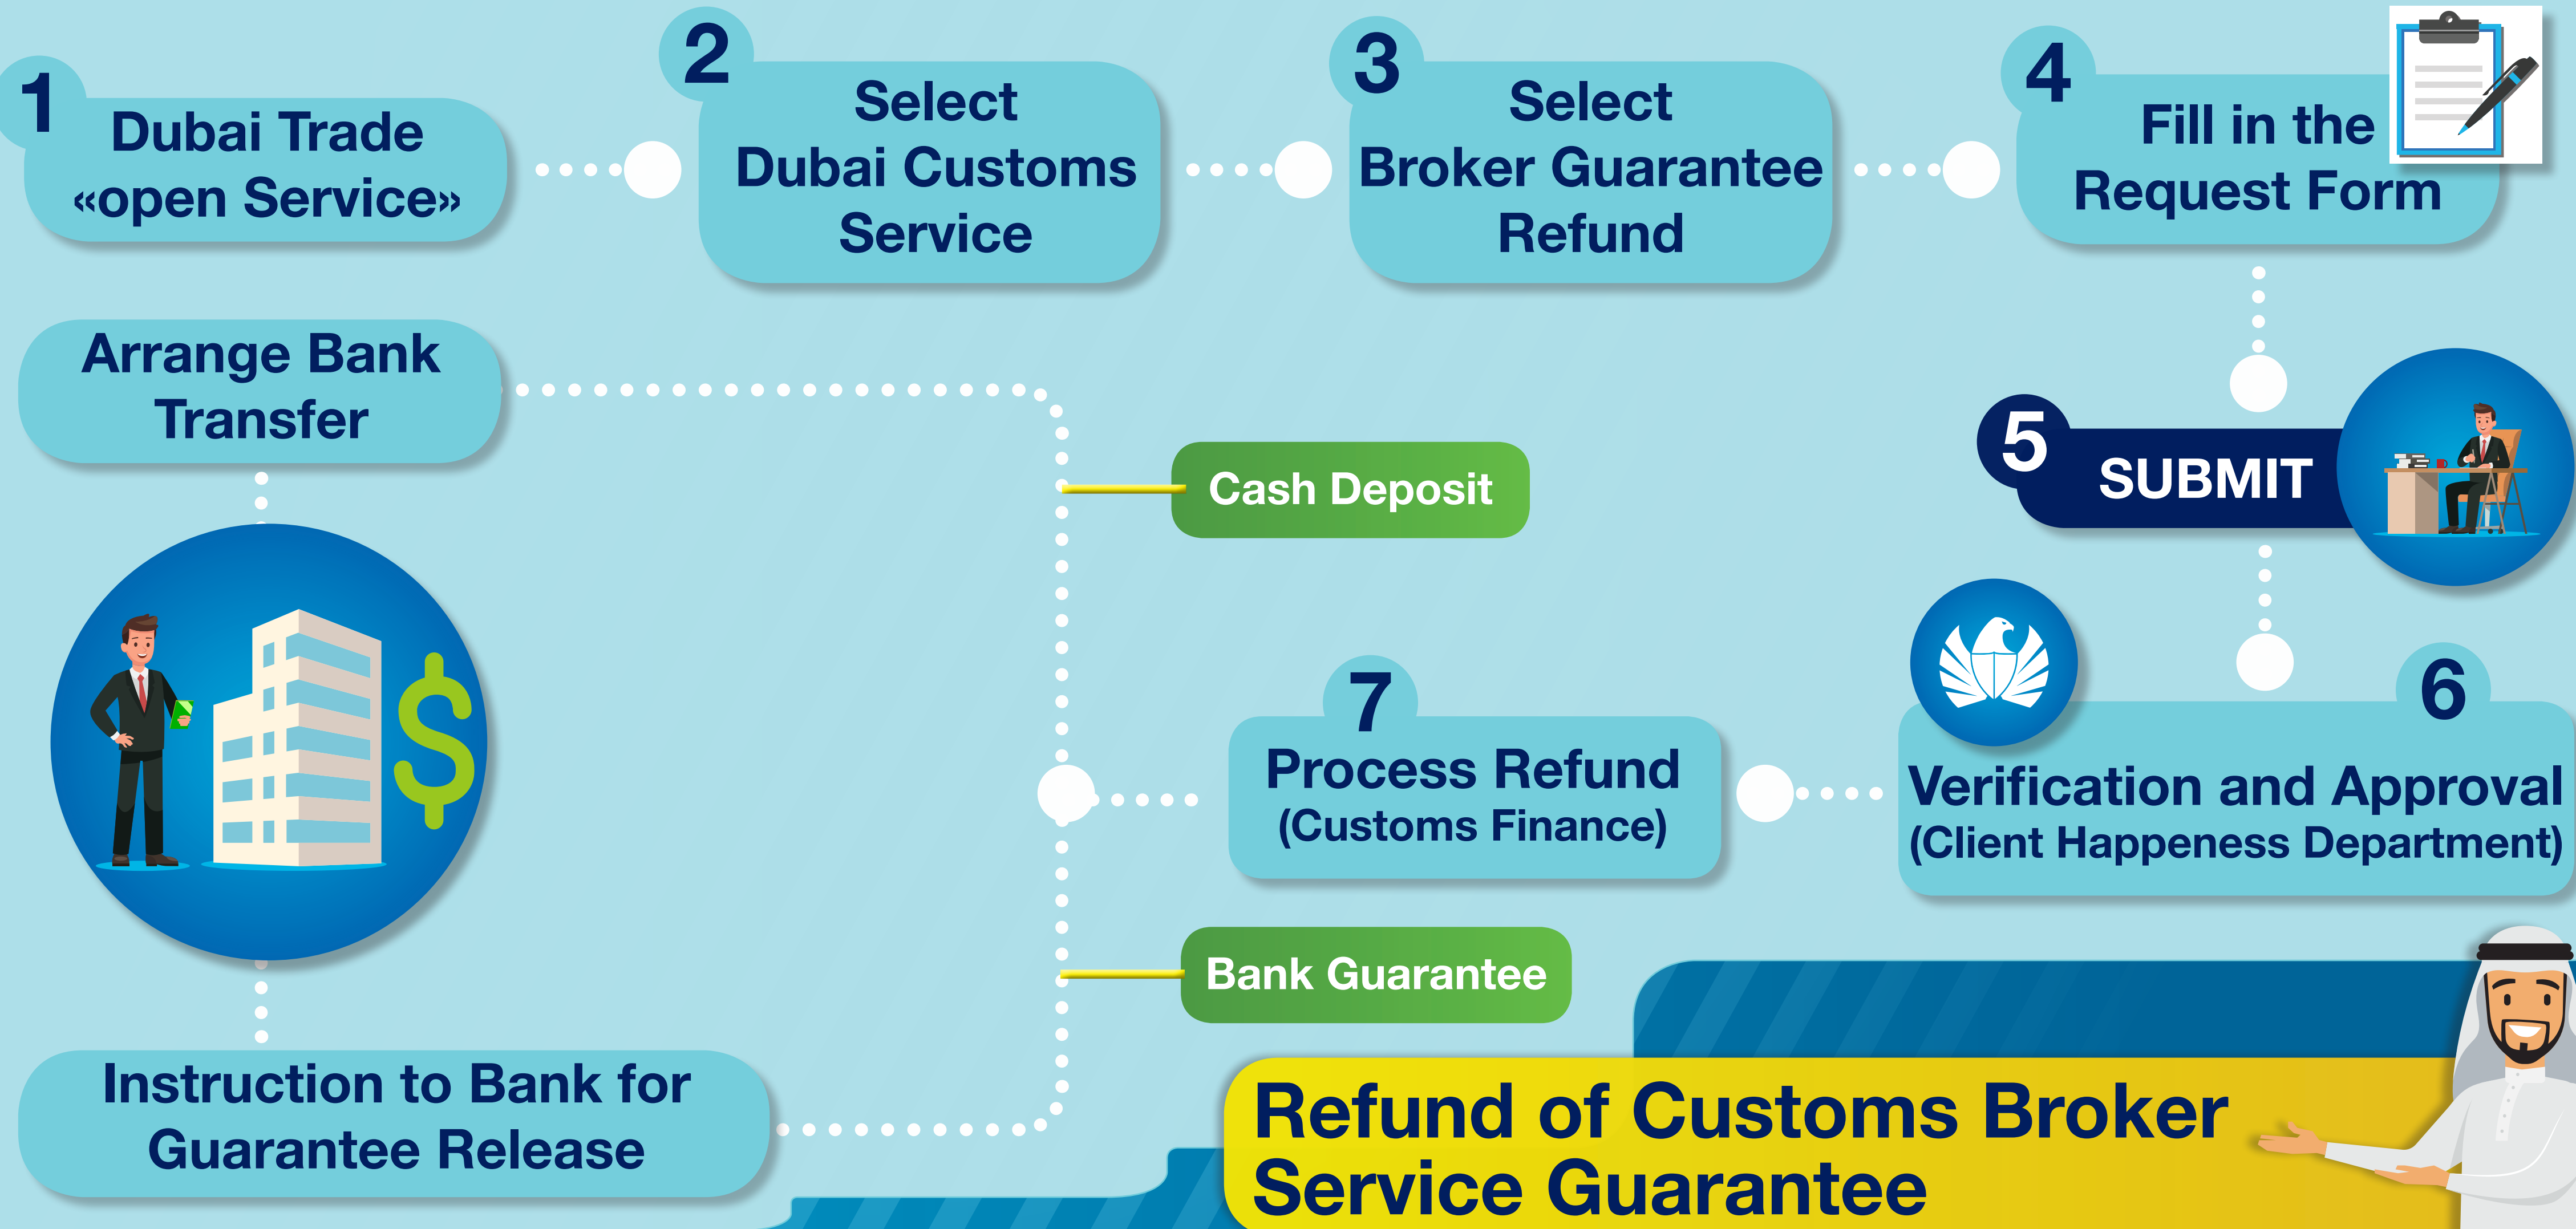 1
Dubai Trade
«open Service»
2
Select
Dubai Customs
Service
3
Select
Broker Guarantee
Refund
4
Fill in the
Request Form
5
SUBMIT
6
Verification and Approval
(Client Happeness Department)
7
Process Refund
(Customs Finance)
Cash Deposit
Arrange Bank
Transfer
Bank Guarantee
Instruction to Bank for
Guarantee Release
Refund of Customs Broker
Service Guarantee